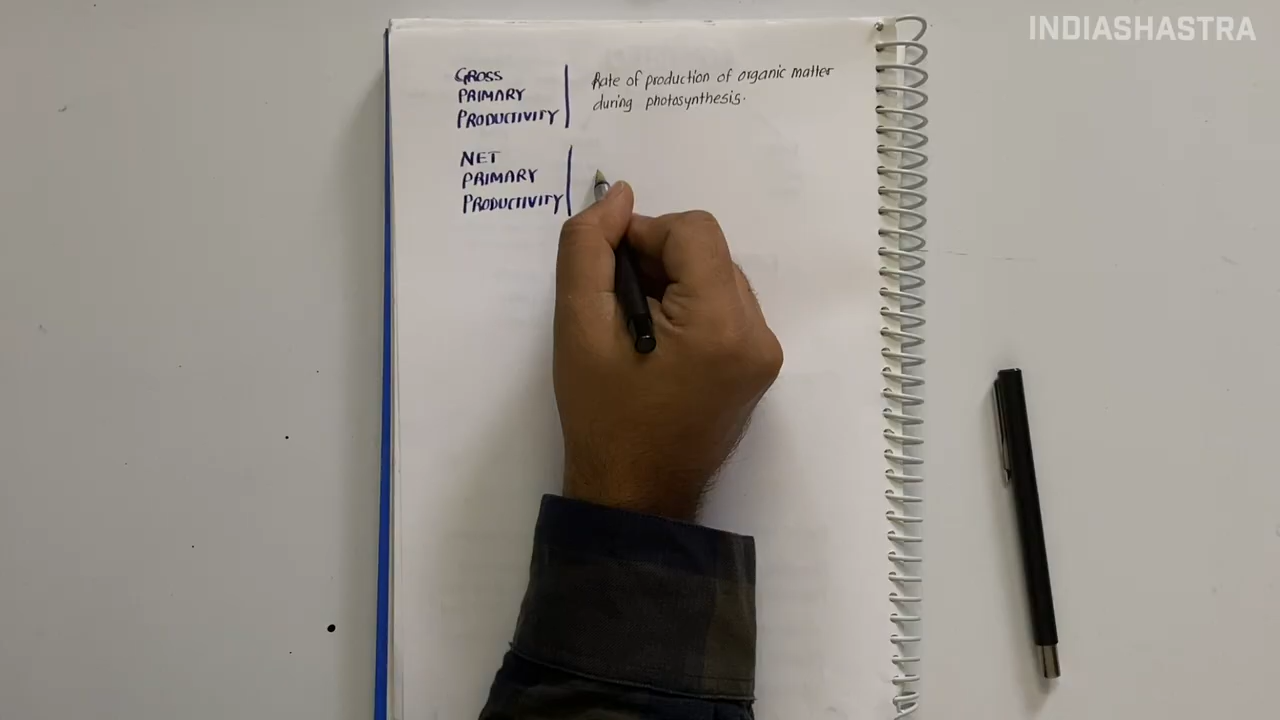 INDIASHASTRA
GROSS
PRIMARY
PRODUCTIVITY
Rate of production of organic matter
during photosynthesis.
NET
PRIMARY
PRODUCTIVITY